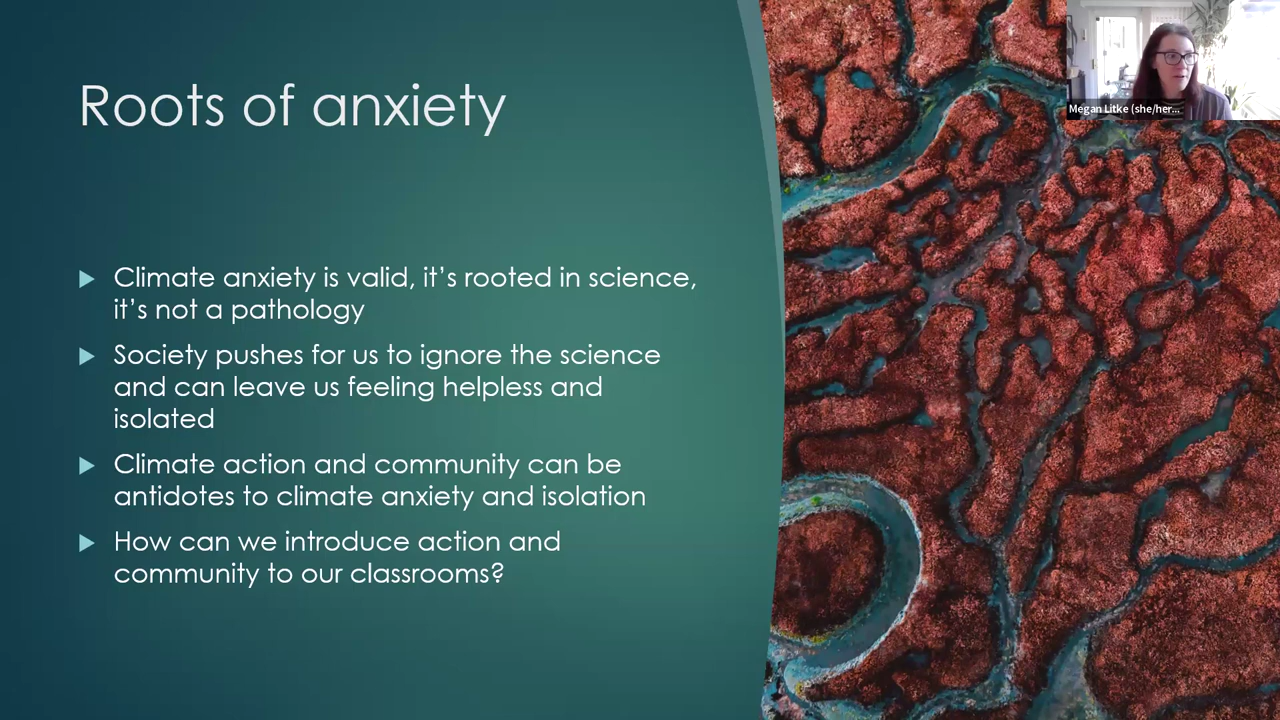 Megan Litke (she/her...
Roots of anxiety
Climate anxiety is valid, it’s rooted in science,
it’s not a pathology
Society pushes for us to ignore the science
and can leave us feeling helpless and
isolated
Climate action and community can be
antidotes to climate anxiety and isolation
How can we introduce action and
community to our classrooms?